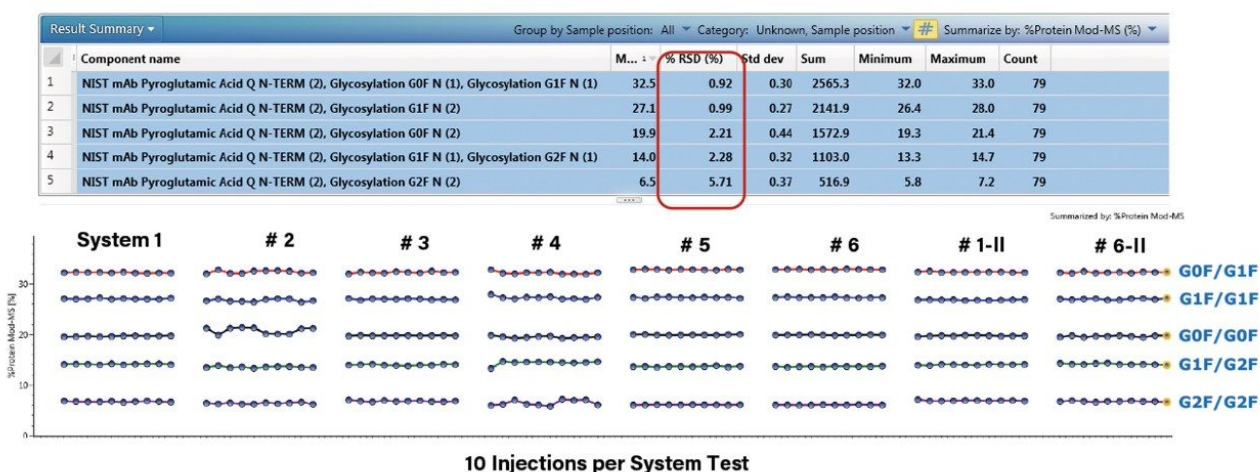 Result Summary Group by Sample position: All Category: Unknown, Sample position # Summarize by: %Protein Mod-MS (%)
Component name M... 1 % RSD (%) Std dev Sum Minimum Maximum Count
1 NIST mAb Pyroglutamic Acid Q N-TERM (2), Glycosylation G0F N (1), Glycosylation G1F N (1) 32.5 0.92 0.30 2565.3 32.0 33.0 79
2 NIST mAb Pyroglutamic Acid Q N-TERM (2), Glycosylation G1F N (2) 27.1 0.99 0.27 2141.9 26.4 28.0 79
3 NIST mAb Pyroglutamic Acid Q N-TERM (2), Glycosylation G0F N (2) 19.9 2.21 0.44 1572.9 19.3 21.4 79
4 NIST mAb Pyroglutamic Acid Q N-TERM (2), Glycosylation G1F N (1), Glycosylation G2F N (1) 14.0 2.28 0.32 1103.0 13.3 14.7 79
5 NIST mAb Pyroglutamic Acid Q N-TERM (2), Glycosylation G2F N (2) 6.5 5.71 0.37 516.9 5.8 7.2 79
Summarized by: %Protein Mod-MS
System 1 # 2 # 3 # 4 # 5 # 6 # 1-II # 6-II
%Protein Mod-MS [%]
30
20
10
0
G0F/G1F
G1F/G1F
G0F/G0F
G1F/G2F
G2F/G2F
10 Injections per System Test